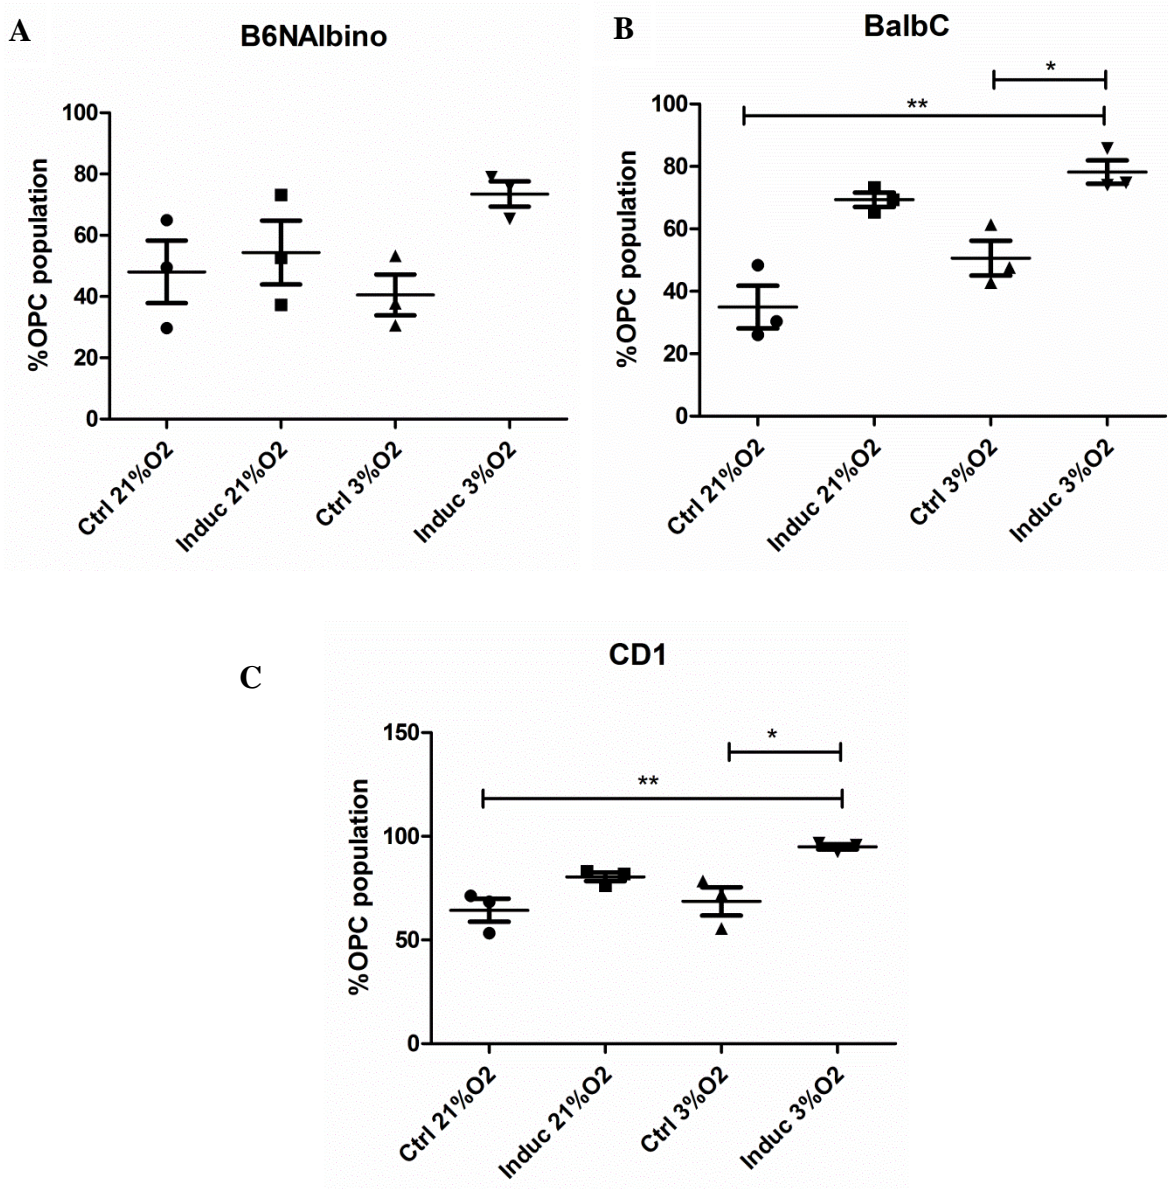 A
B6NAlbino
%OPC population
100
80
60
40
20
0
Ctrl 21%O2
Induc 21%O2
Ctrl 3%O2
Induc 3%O2
B
BalbC
*
**
%OPC population
100
80
60
40
20
0
Ctrl 21%O2
Induc 21%O2
Ctrl 3%O2
Induc 3%O2
C
CD1
*
**
%OPC population
150
100
50
0
Ctrl 21%O2
Induc 21%O2
Ctrl 3%O2
Induc 3%O2